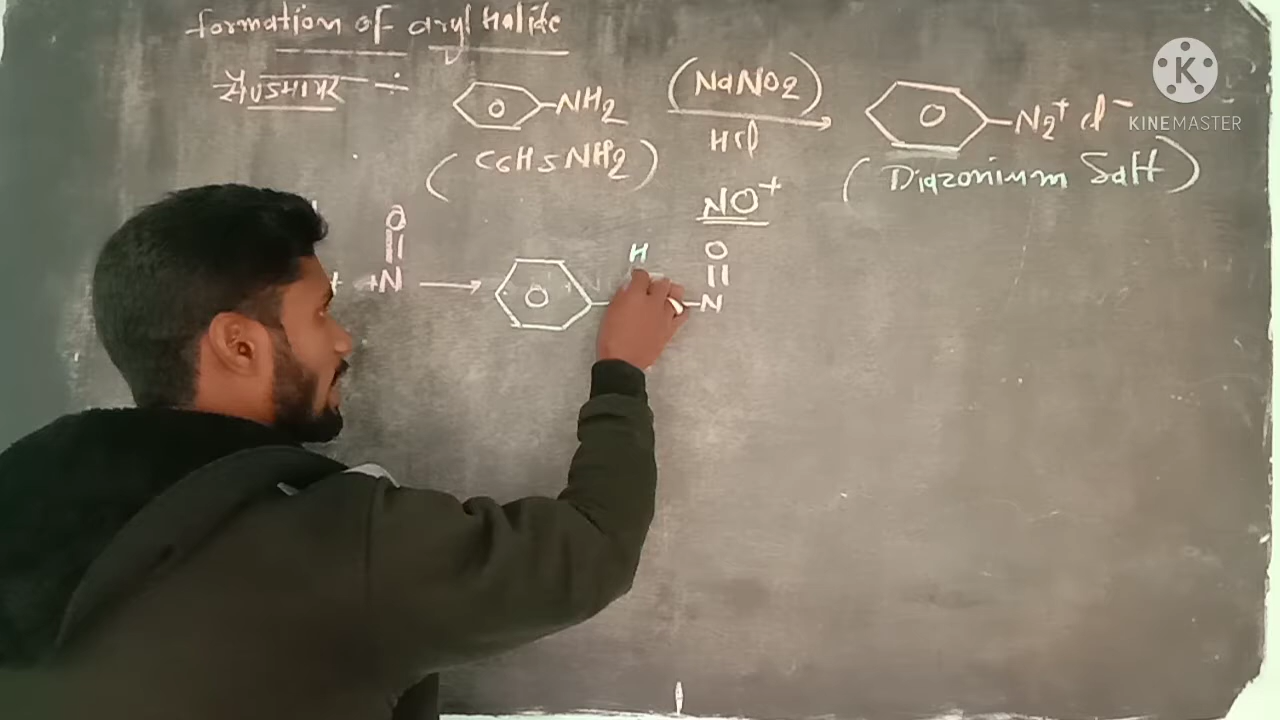 formation of aryl Halide
NH2 (NaNO2) HCl N2+ Cl-
K
KINEMASTER
(C6H5NH2) (Diazonium Salt)
NO+
O H O
+ +N N